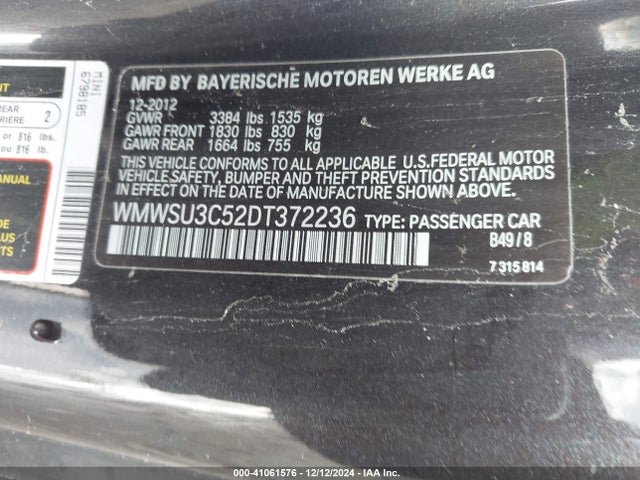 MFD BY BAYERISCHE MOTOREN WERKE AG
12-2012
GVWR 3384 lbs 1535 kg
GAWR FRONT 1830 lbs 830 kg
GAWR REAR 1664 lbs 755 kg
THIS VEHICLE CONFORMS TO ALL APPLICABLE U.S.FEDERAL MOTOR
VEHICLE SAFETY, BUMPER AND THEFT PREVENTION STANDARDS
IN EFFECT ON THE DATE OF MANUFACTURE SHOWN ABOVE.
WMWSU3C52DT372236 TYPE: PASSENGER CAR
B49/8
7 315 814
MINI
6790105
REAR 2
or 816 lbs.
ou 816 lb.
MANUAL
000-41061576 • 12/12/2024 - IAA Inc.